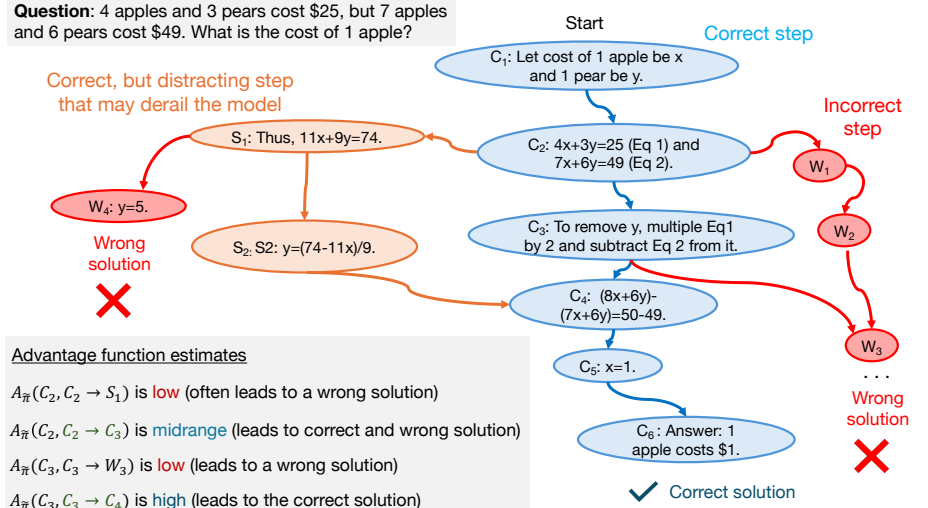 Question: 4 apples and 3 pears cost $25, but 7 apples
and 6 pears cost $49. What is the cost of 1 apple?
Start
Correct step
C1: Let cost of 1 apple be x
and 1 pear be y.
Correct, but distracting step
that may derail the model
Incorrect
step
S1: Thus, 11x+9y=74.
C2: 4x+3y=25 (Eq 1) and
7x+6y=49 (Eq 2).
W1
W4: y=5.
W2
Wrong
solution
S2: S2: y=(74-11x)/9.
C3: To remove y, multiple Eq1
by 2 and subtract Eq 2 from it.
C4: (8x+6y)-
(7x+6y)=50-49.
W3
...
Wrong
solution
C5: x=1.
C6: Answer: 1
apple costs $1.
Correct solution
Advantage function estimates
A_π̃(C2, C2 → S1) is low (often leads to a wrong solution)
A_π̃(C2, C2 → C3) is midrange (leads to correct and wrong solution)
A_π̃(C3, C3 → W3) is low (leads to a wrong solution)
A_π̃(C3, C3 → C4) is high (leads to the correct solution)